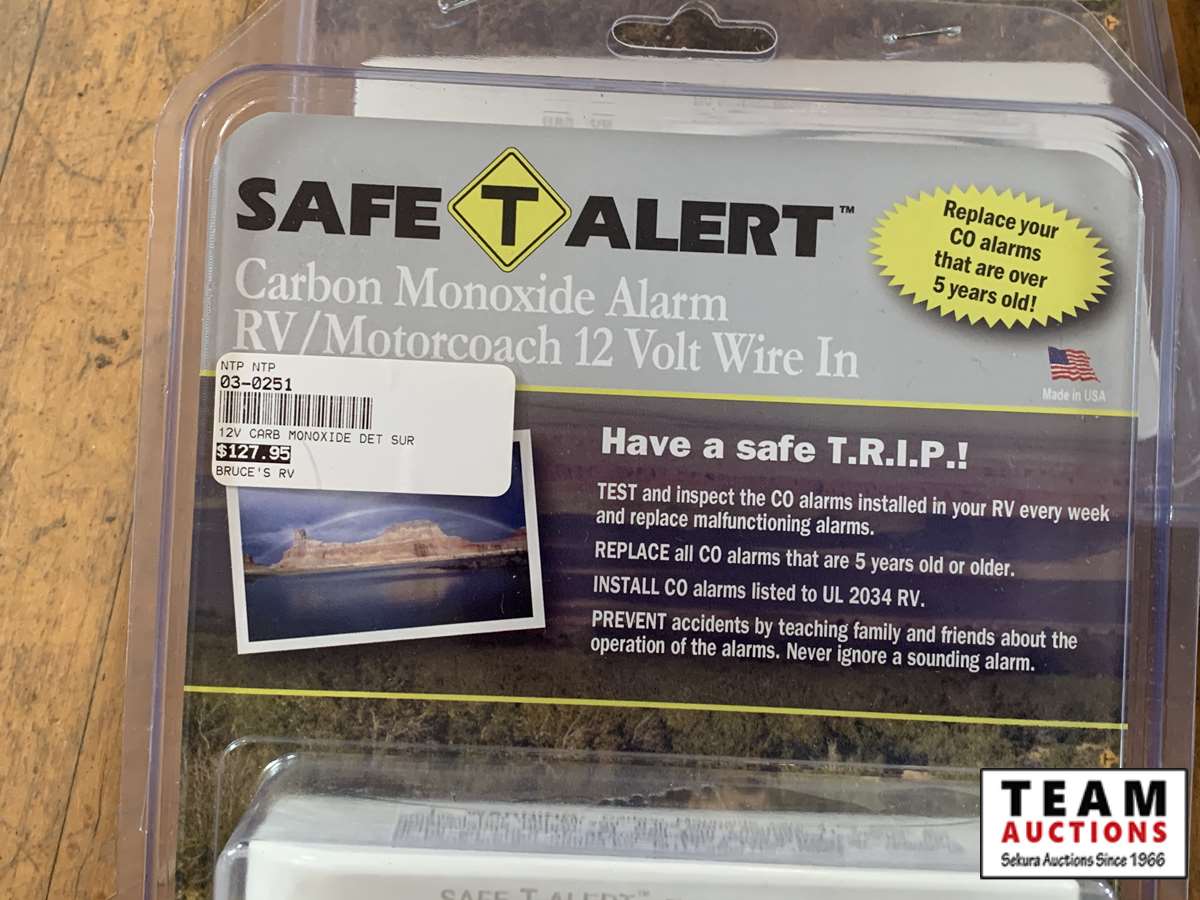 SAFE T ALERT™
Carbon Monoxide Alarm
RV/Motorcoach 12 Volt Wire In
Replace your
CO alarms
that are over
5 years old!
Made in USA
NTP NTP
03-0251
12V CARB MONOXIDE DET SUR
$127.95
BRUCE'S RV
Have a safe T.R.I.P.!
TEST and inspect the CO alarms installed in your RV every week
and replace malfunctioning alarms.
REPLACE all CO alarms that are 5 years old or older.
INSTALL CO alarms listed to UL 2034 RV.
PREVENT accidents by teaching family and friends about the
operation of the alarms. Never ignore a sounding alarm.
SAFE T ALERT™
TEAM
AUCTIONS
Sekura Auctions Since 1966